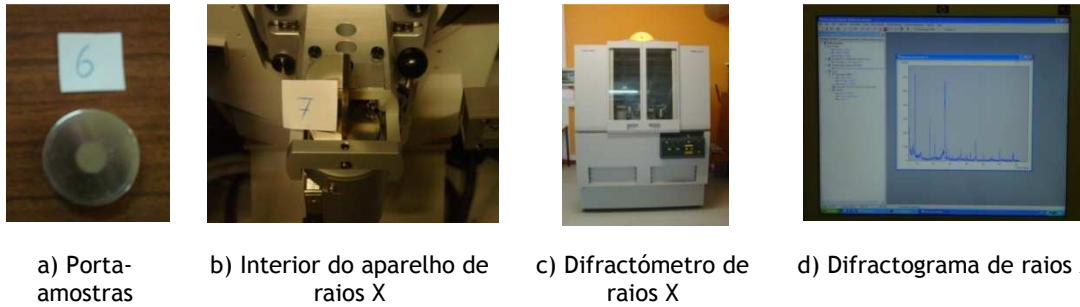 6
7
a) Porta-
amostras
b) Interior do aparelho de
raios X
c) Difractómetro de
raios X
d) Difractograma de raios